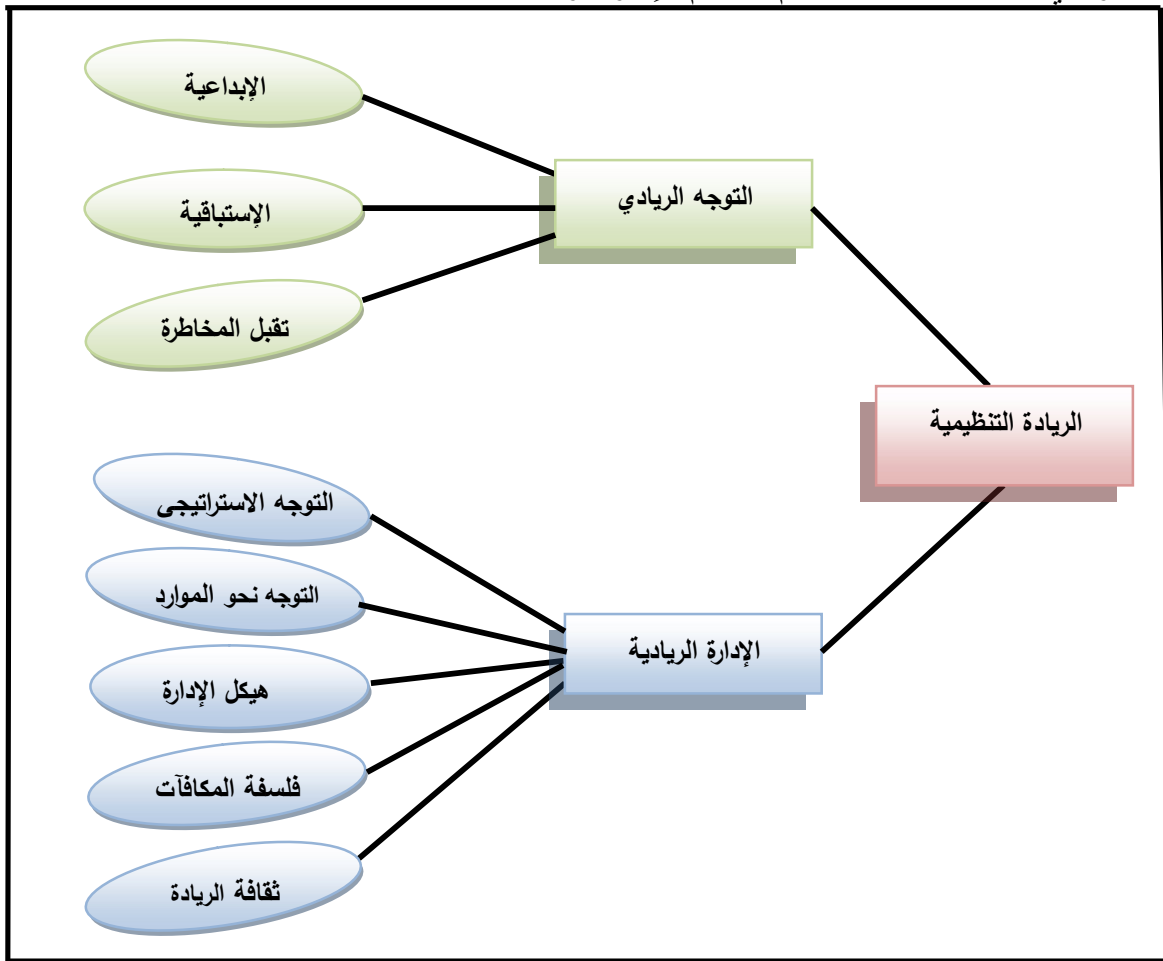 الإبداعية
التوجه الريادي
الإستباقية
تقبل المخاطرة
الريادة التنظيمية
التوجه الاستراتيجي
التوجه نحو الموارد
الإدارة الريادية
هيكل الإدارة
فلسفة المكافآت
ثقافة الريادة